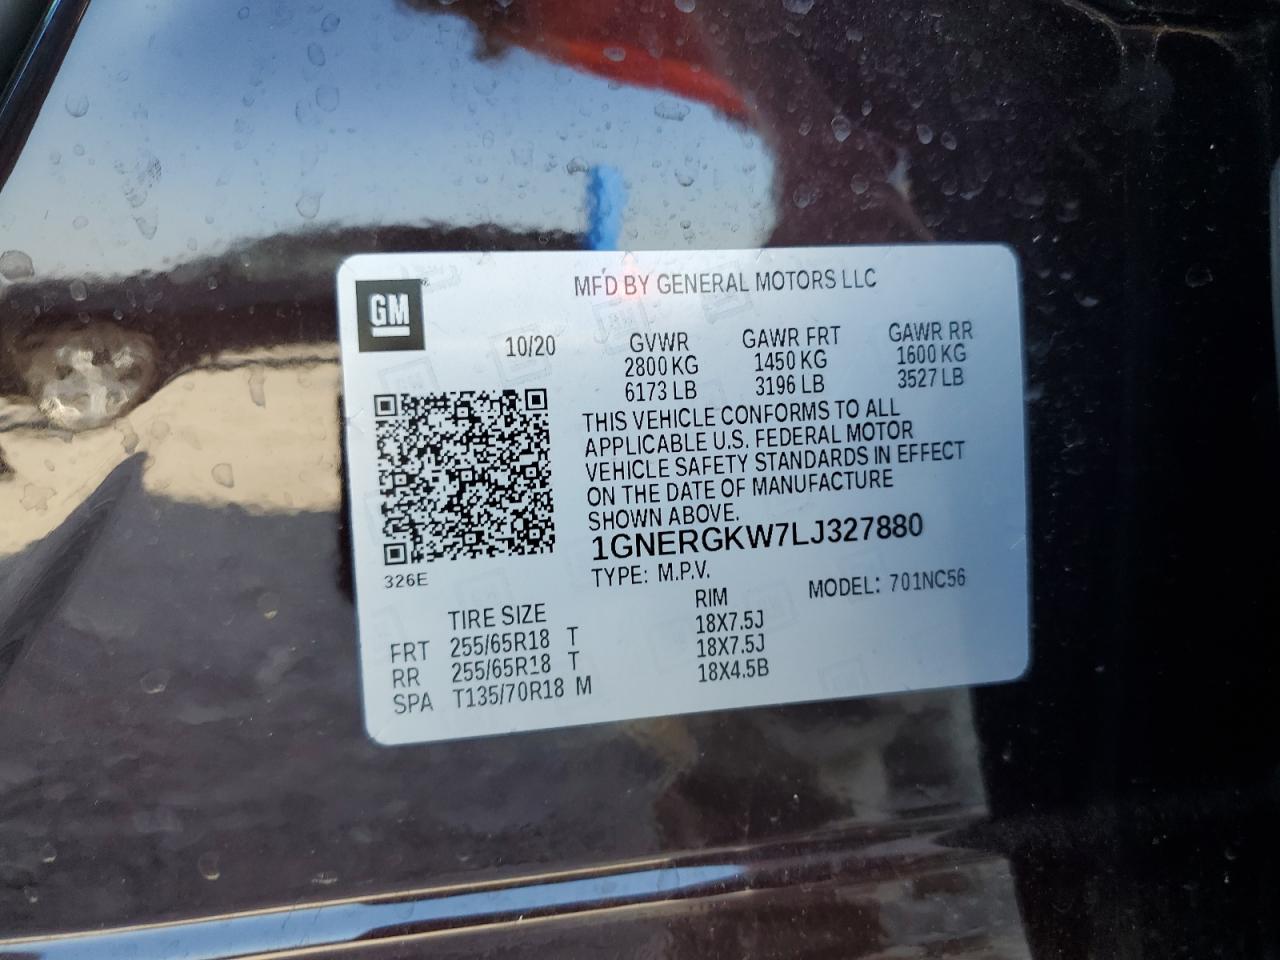 GM
MFD BY GENERAL MOTORS LLC
10/20 GVWR GAWR FRT GAWR RR
2800 KG 1450 KG 1600 KG
6173 LB 3196 LB 3527 LB
THIS VEHICLE CONFORMS TO ALL
APPLICABLE U.S. FEDERAL MOTOR
VEHICLE SAFETY STANDARDS IN EFFECT
ON THE DATE OF MANUFACTURE
SHOWN ABOVE.
1GNERGKW7LJ327880
326E
TYPE: M.P.V. MODEL: 701NC56
TIRE SIZE RIM
FRT 255/65R18 T 18X7.5J
RR 255/65R18 T 18X7.5J
SPA T135/70R18 M 18X4.5B